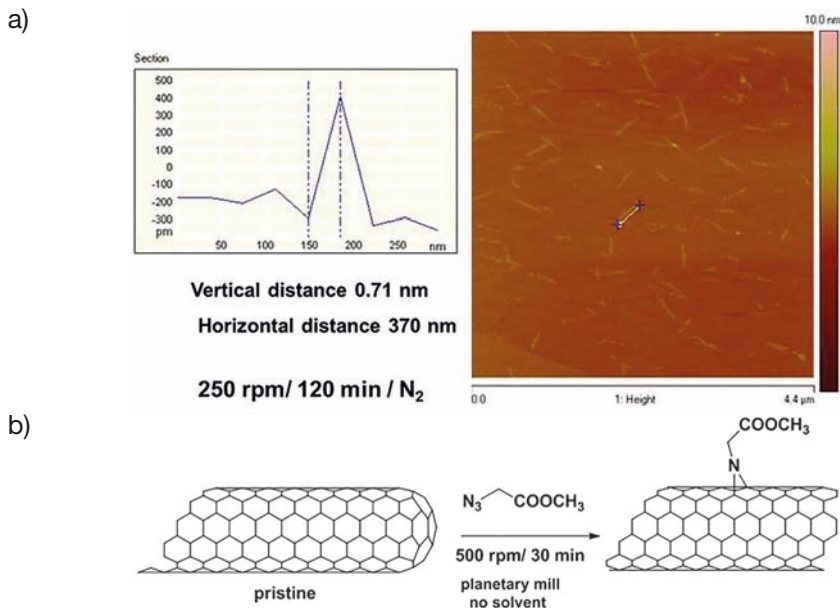 a)
Section
500
400
300
200
100
0
-100
-200
-300
pm
50 100 150 200 250 nm
Vertical distance 0.71 nm
Horizontal distance 370 nm
250 rpm/ 120 min / N₂
10.0 nm
0.0 1: Height 4.4 µm
b)
pristine
N₃ COOCH₃
500 rpm/ 30 min
planetary mill
no solvent
COOCH₃
N